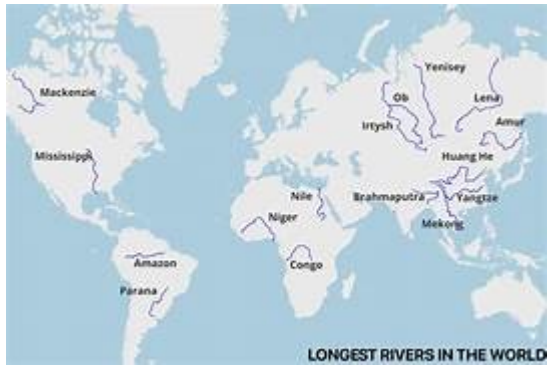 Yenisey
Mackenzie
Ob
Lena
Irtysh
Amur
Mississippi
Huang He
Nile
Brahmaputra
Yangtze
Niger
Mekong
Amazon
Congo
Parana
LONGEST RIVERS IN THE WORLD